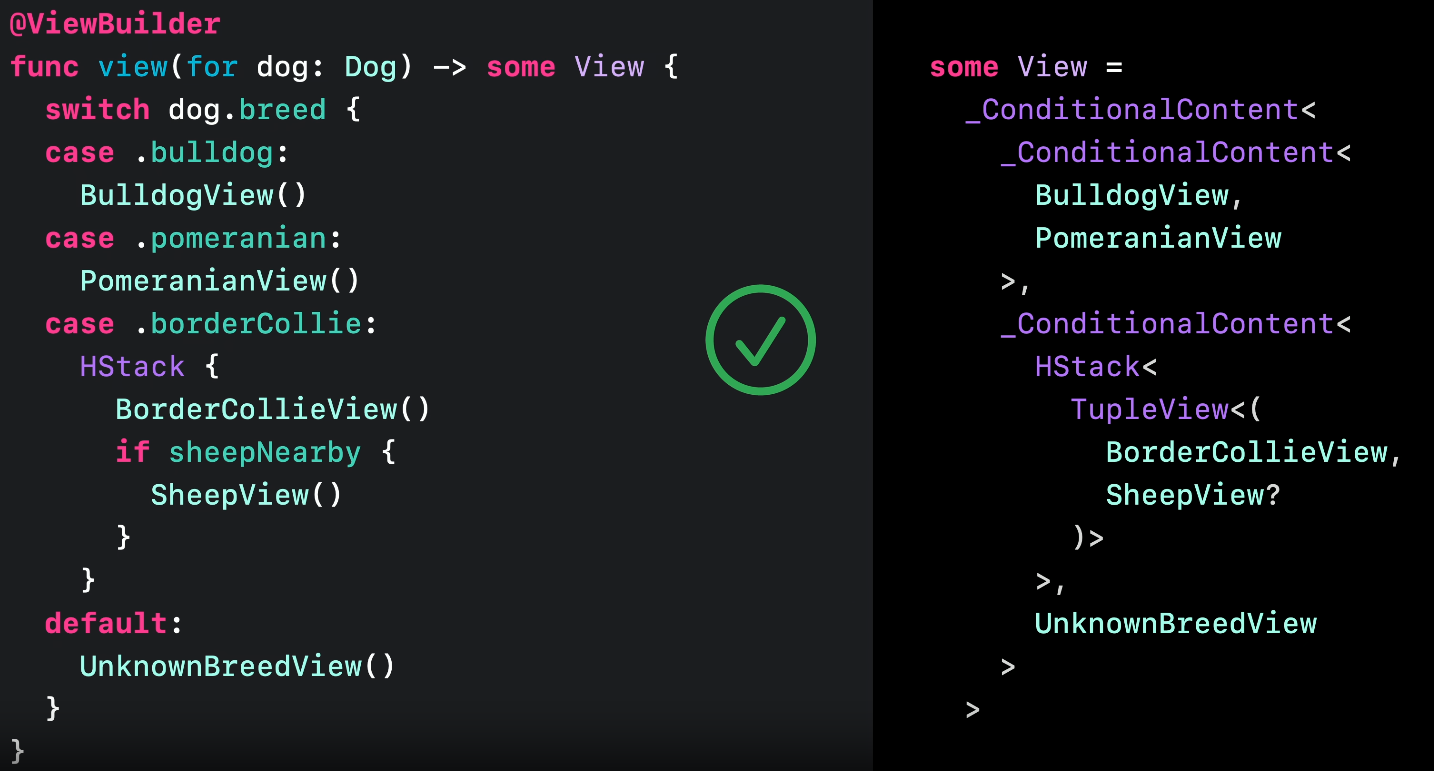 @ViewBuilder
func view(for dog: Dog) -> some View {
switch dog.breed {
case .bulldog:
BulldogView()
case .pomeranian:
PomeranianView()
case .borderCollie:
HStack {
BorderCollieView()
if sheepNearby {
SheepView()
}
}
default:
UnknownBreedView()
}
}
some View =
_ConditionalContent<
_ConditionalContent<
BulldogView,
PomeranianView
>,
_ConditionalContent<
HStack<
TupleView<(
BorderCollieView,
SheepView?
)>
>,
UnknownBreedView
>
>